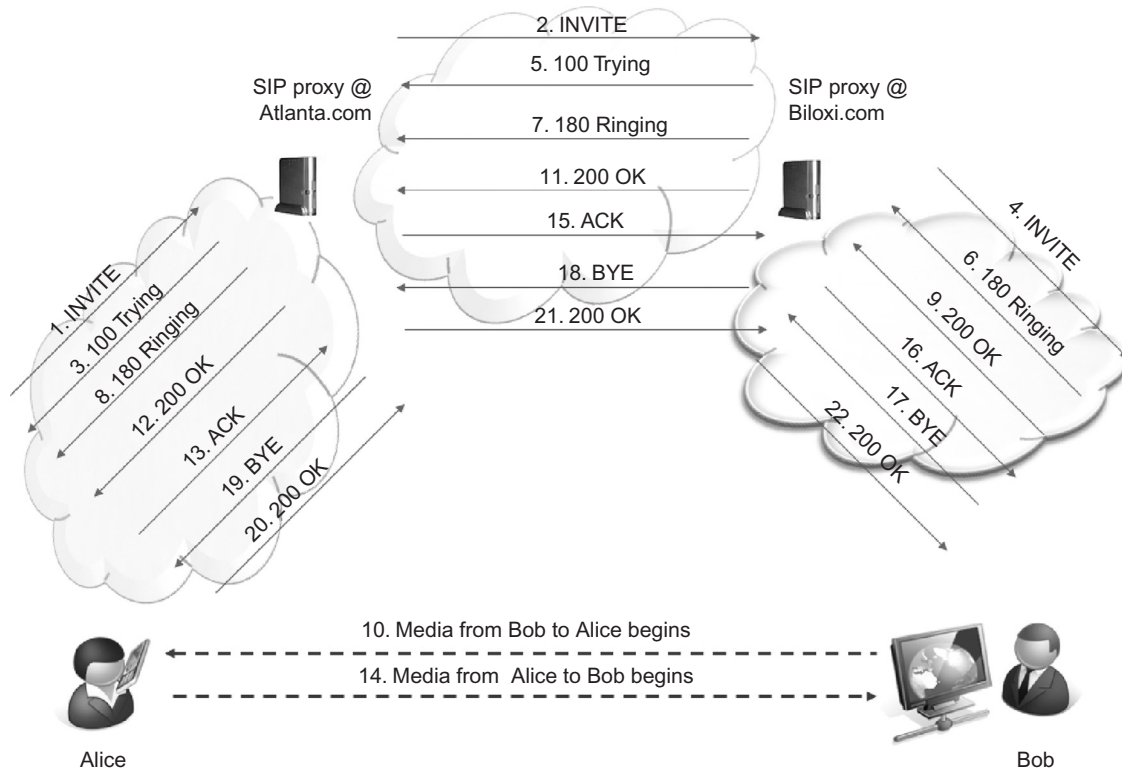 2. INVITE
5. 100 Trying
SIP proxy @
Atlanta.com
SIP proxy @
Biloxi.com
7. 180 Ringing
11. 200 OK
15. ACK
18. BYE
21. 200 OK
1. INVITE
3. 100 Trying
8. 180 Ringing
12. 200 OK
13. ACK
19. BYE
20. 200 OK
4. INVITE
6. 180 Ringing
9. 200 OK
16. ACK
17. BYE
22. 200 OK
10. Media from Bob to Alice begins
14. Media from Alice to Bob begins
Alice
Bob